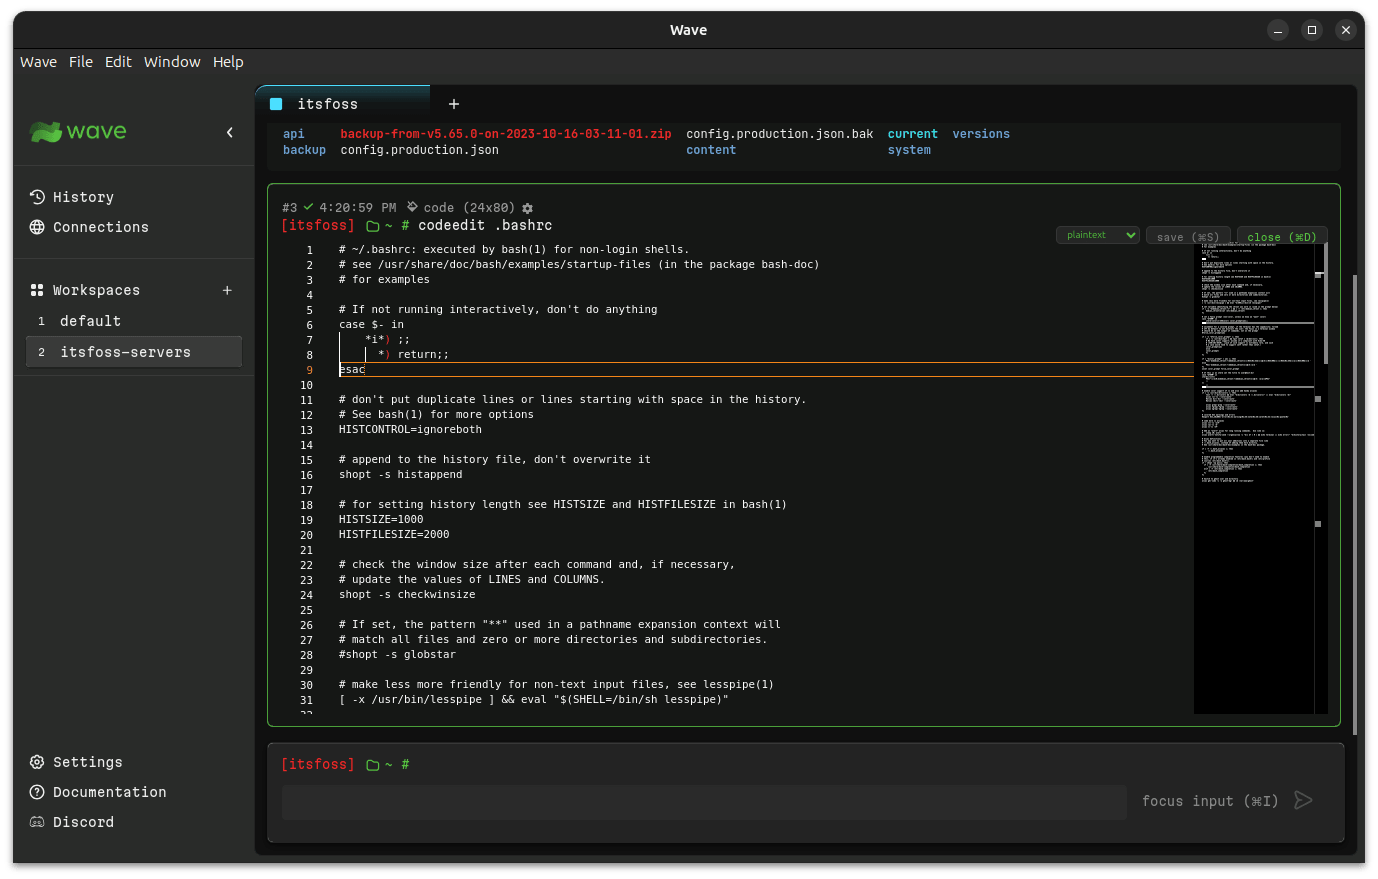 Wave
Wave File Edit Window Help
wave
History
Connections
Workspaces +
1 default
2 itsfoss-servers
Settings
Documentation
Discord
itsfoss +
api backup-from-v5.65.0-on-2023-10-16-03-11-01.zip config.production.json.bak current versions
backup config.production.json content system
#3 4:20:59 PM code (24x80)
[itsfoss] ~ # codeedit .bashrc
plaintext save (⌘S) close (⌘D)
1 # ~/.bashrc: executed by bash(1) for non-login shells.
2 # see /usr/share/doc/bash/examples/startup-files (in the package bash-doc)
3 # for examples
4
5 # If not running interactively, don't do anything
6 case $- in
7 *i*) ;;
8 *) return;;
9 esac
10
11 # don't put duplicate lines or lines starting with space in the history.
12 # See bash(1) for more options
13 HISTCONTROL=ignoreboth
14
15 # append to the history file, don't overwrite it
16 shopt -s histappend
17
18 # for setting history length see HISTSIZE and HISTFILESIZE in bash(1)
19 HISTSIZE=1000
20 HISTFILESIZE=2000
21
22 # check the window size after each command and, if necessary,
23 # update the values of LINES and COLUMNS.
24 shopt -s checkwinsize
25
26 # If set, the pattern "**" used in a pathname expansion context will
27 # match all files and zero or more directories and subdirectories.
28 #shopt -s globstar
29
30 # make less more friendly for non-text input files, see lesspipe(1)
31 [ -x /usr/bin/lesspipe ] && eval "$(SHELL=/bin/sh lesspipe)"
[itsfoss] ~ #
focus input (⌘I)